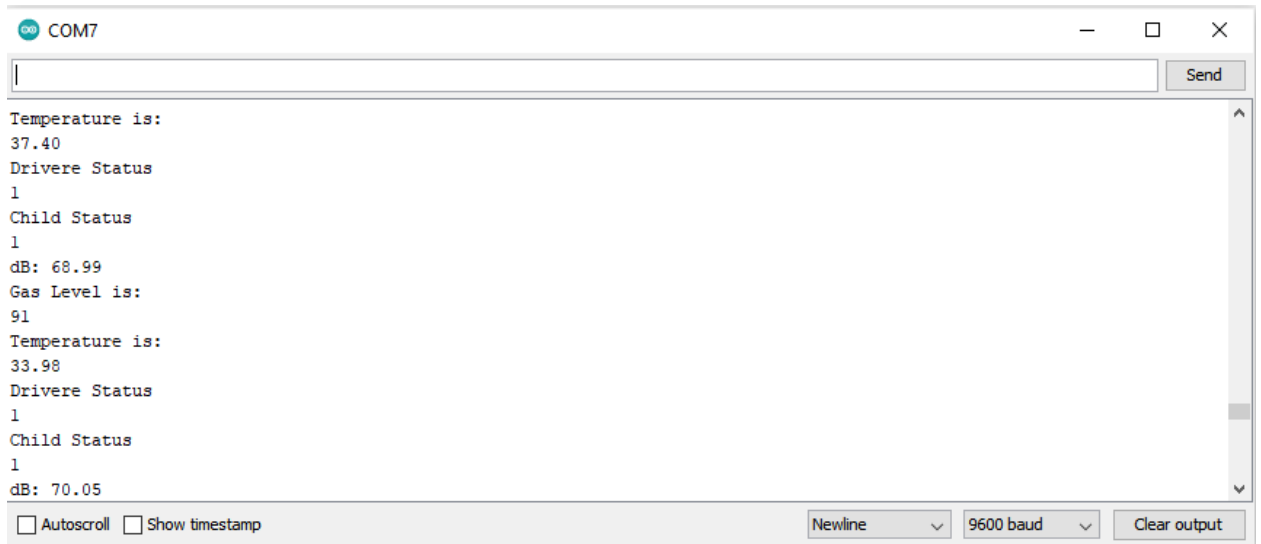 COM7
Send
Temperature is:
37.40
Drivere Status
1
Child Status
1
dB: 68.99
Gas Level is:
91
Temperature is:
33.98
Drivere Status
1
Child Status
1
dB: 70.05
Autoscroll Show timestamp Newline 9600 baud Clear output